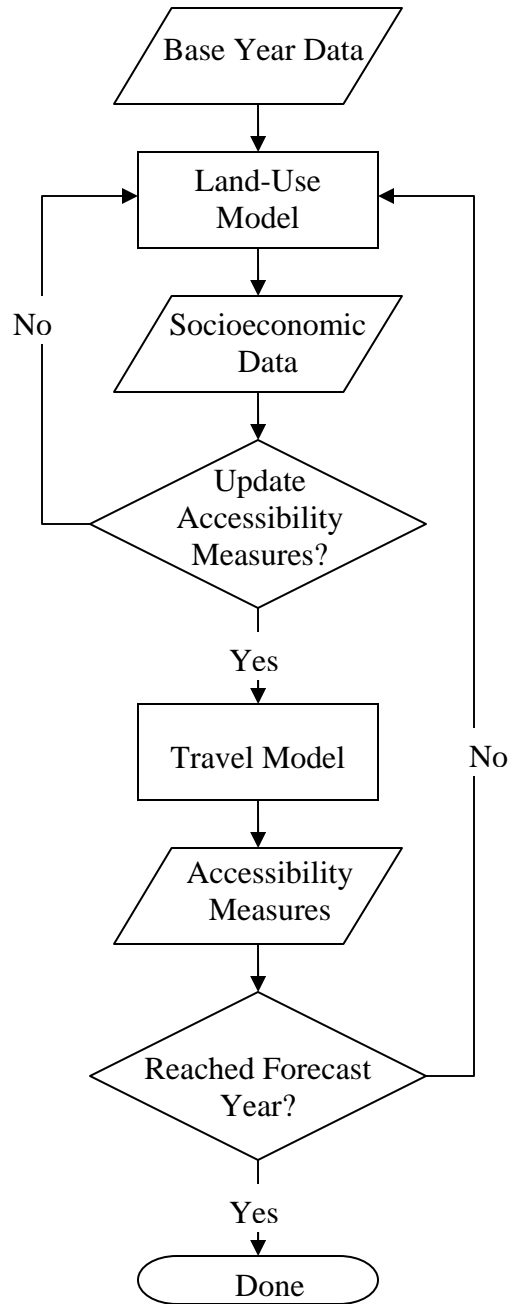 Base Year Data
Land-Use
Model
No
Socioeconomic
Data
Update
Accessibility
Measures?
Yes
Travel Model
No
Accessibility
Measures
Reached Forecast
Year?
Yes
Done